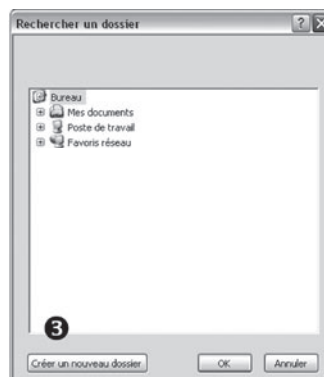 Rechercher un dossier
Bureau
Mes documents
Poste de travail
Favoris réseau
3
Créer un nouveau dossier
OK
Annuler